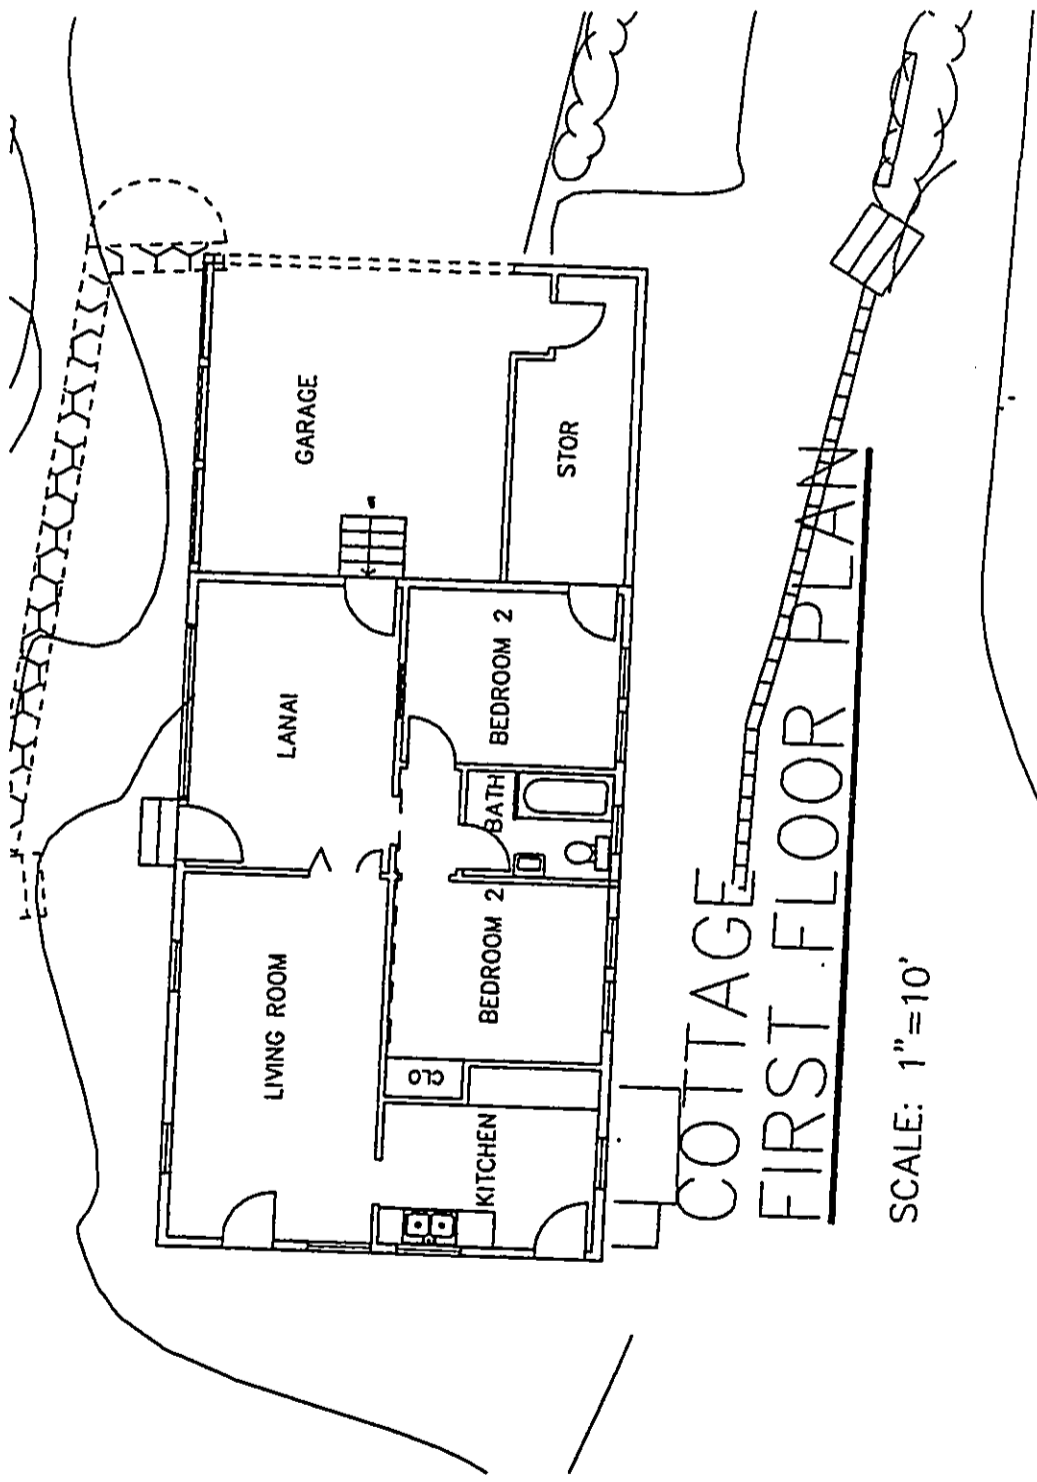 LIVING ROOM
LANAI
GARAGE
KITCHEN
CLO
BEDROOM 2
BATH
BEDROOM 2
STOR
COTTAGE
FIRST FLOOR PLAN
SCALE: 1"=10'